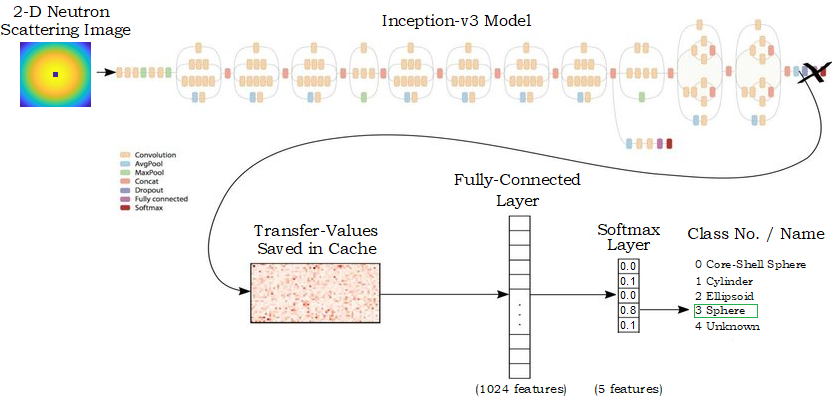 2-D Neutron
Scattering Image
Inception-v3 Model
Convolution
AvgPool
MaxPool
Concat
Dropout
Fully connected
Softmax
Transfer-Values
Saved in Cache
Fully-Connected
Layer
Softmax
Layer
Class No. / Name
0.0
0.1
0.0
0.8
0.1
0 Core-Shell Sphere
1 Cylinder
2 Ellipsoid
3 Sphere
4 Unknown
(1024 features)
(5 features)